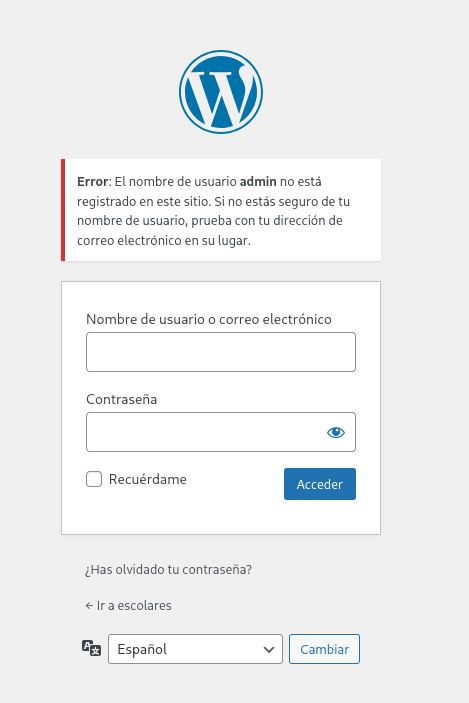 Error: El nombre de usuario admin no está
registrado en este sitio. Si no estás seguro de tu
nombre de usuario, prueba con tu dirección de
correo electrónico en su lugar.
Nombre de usuario o correo electrónico
Contraseña
Recuérdame
Acceder
¿Has olvidado tu contraseña?
← Ir a escolares
Español
Cambiar